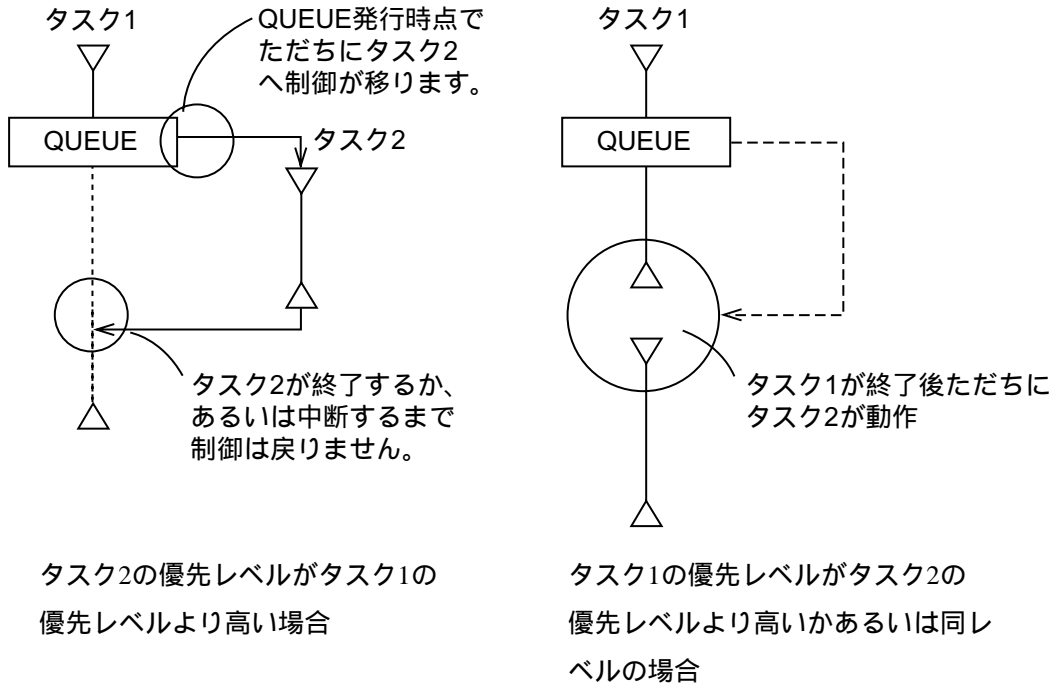 タスク1
QUEUE発行時点で
ただちにタスク2
へ制御が移ります。
QUEUE
タスク2
タスク2が終了するか、
あるいは中断するまで
制御は戻りません。
タスク2の優先レベルがタスク1の
優先レベルより高い場合
タスク1
QUEUE
タスク1が終了後ただちに
タスク2が動作
タスク1の優先レベルがタスク2の
優先レベルより高いかあるいは同レ
ベルの場合